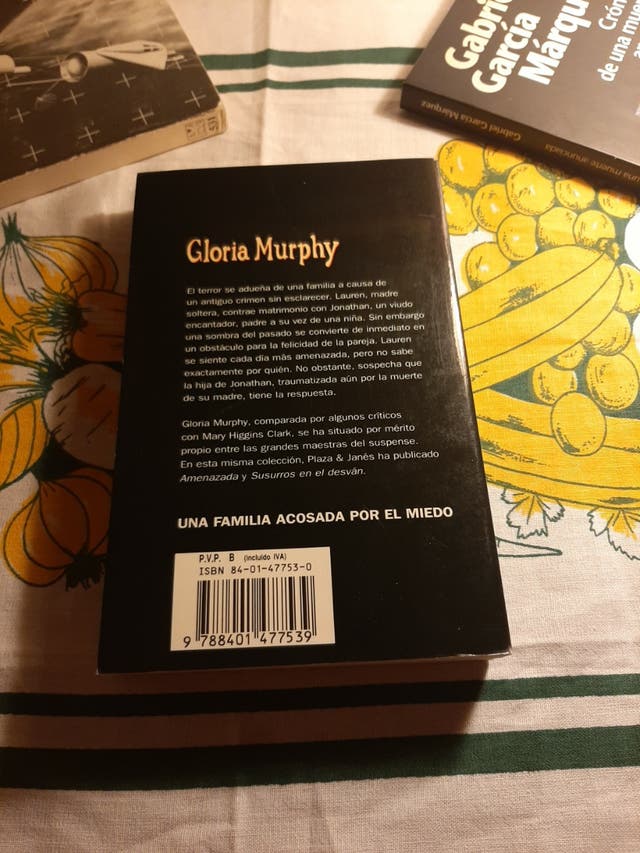 Gabriel
García
Márqu
Crón
de una mue
Gabriel García Márquez
una muerte anunciada
Gloria Murphy
El terror se adueña de una familia a causa de
un antiguo crimen sin esclarecer. Lauren, madre
soltera, contrae matrimonio con Jonathan, un viudo
encantador, padre a su vez de una niña. Sin embargo
una sombra del pasado se convierte de inmediato en
un obstáculo para la felicidad de la pareja. Lauren
se siente cada día más amenazada, pero no sabe
exactamente por quién. No obstante, sospecha que
la hija de Jonathan, traumatizada aún por la muerte
de su madre, tiene la respuesta.
Gloria Murphy, comparada por algunos críticos
con Mary Higgins Clark, se ha situado por mérito
propio entre las grandes maestras del suspense.
En esta misma colección, Plaza & Janés ha publicado
Amenazada y Susurros en el desván.
UNA FAMILIA ACOSADA POR EL MIEDO
P.V.P. B (incluido IVA)
ISBN 84-01-47753-0
9 788401 477539